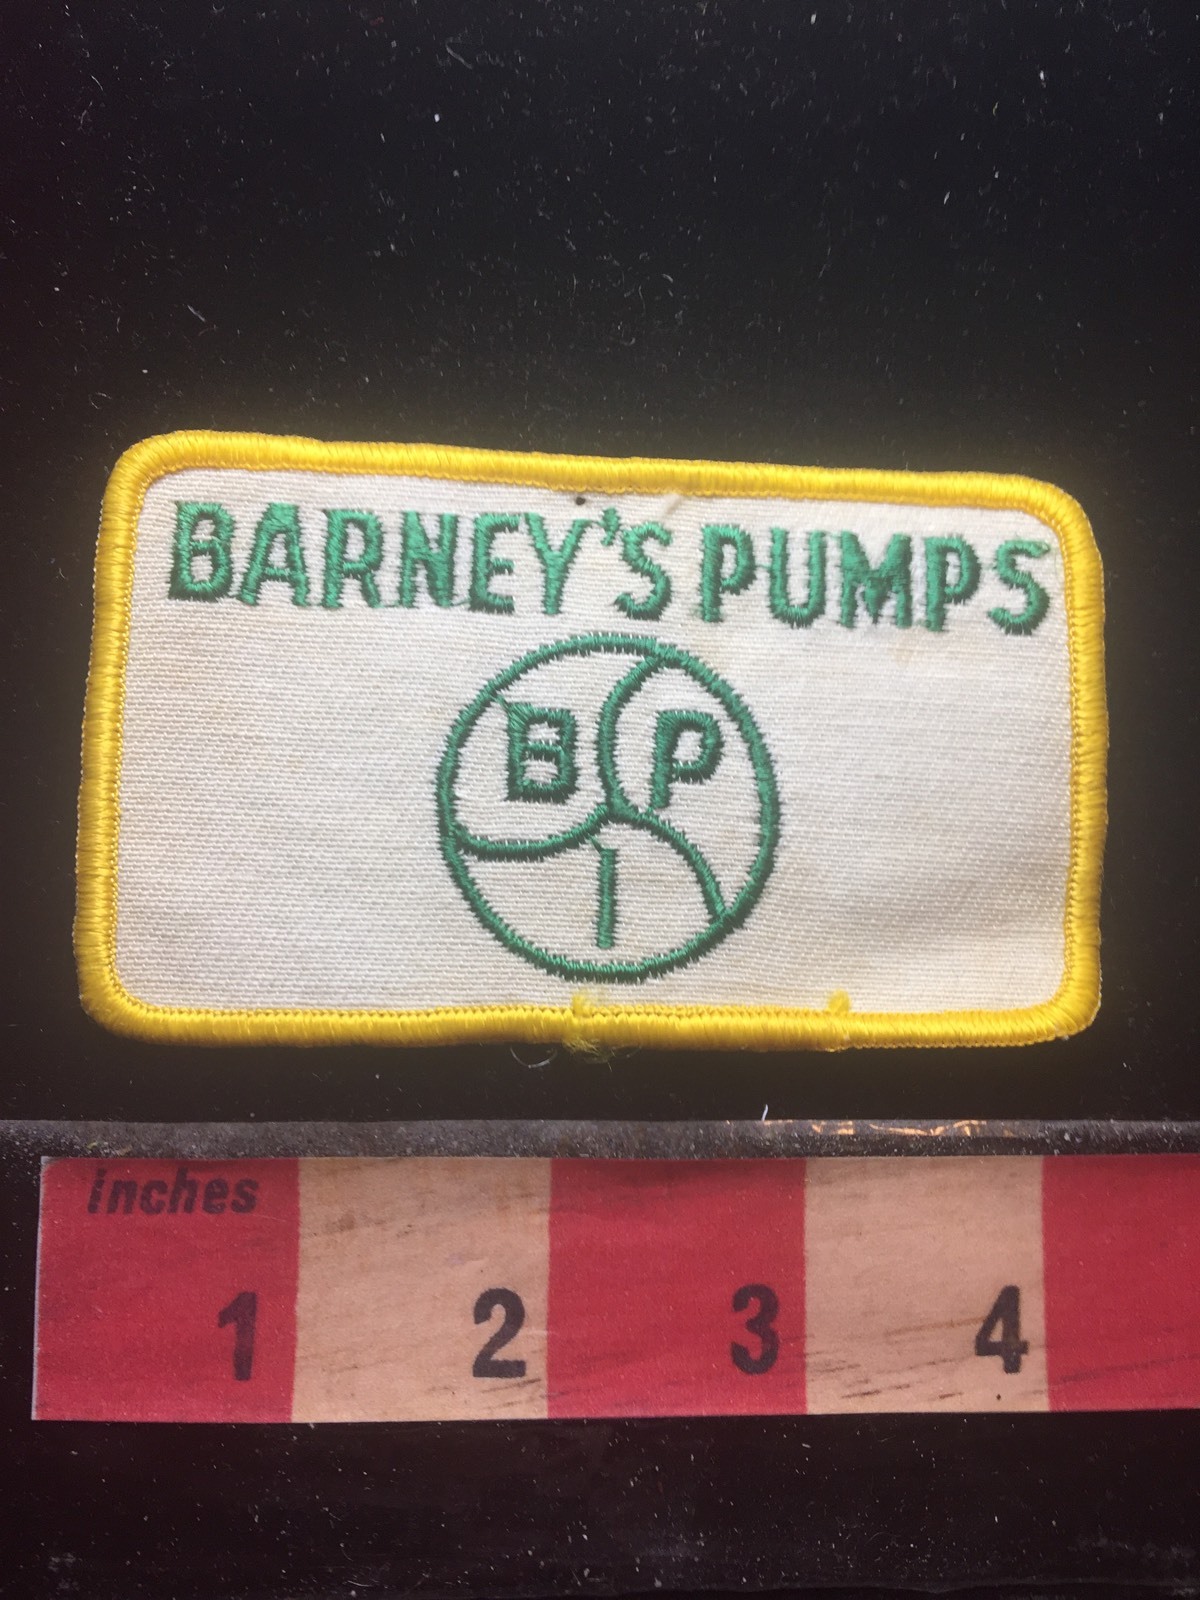 BARNEY'S PUMPS
B P
I
inches
1 2 3 4